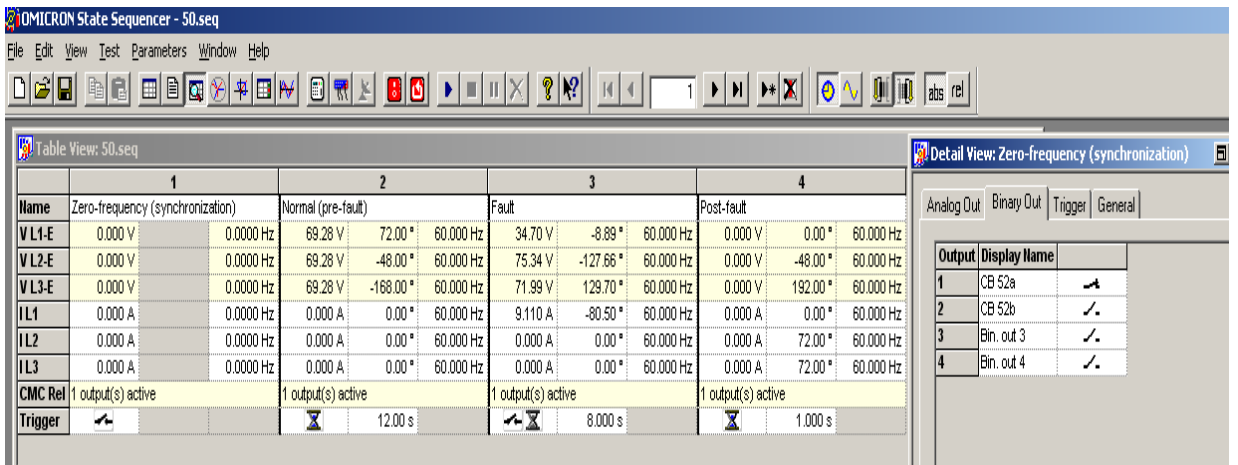 OMICRON State Sequencer - 50.seq
File Edit View Test Parameters Window Help
1 abs rel
Table View: 50.seq
1 2 3 4
Name Zero-frequency (synchronization) Normal (pre-fault) Fault Post-fault
V L1-E 0.000 V 0.0000 Hz 69.28 V 72.00 ° 60.000 Hz 34.70 V -8.89 ° 60.000 Hz 0.000 V 0.00 ° 60.000 Hz
V L2-E 0.000 V 0.0000 Hz 69.28 V -48.00 ° 60.000 Hz 75.34 V -127.66 ° 60.000 Hz 0.000 V -48.00 ° 60.000 Hz
V L3-E 0.000 V 0.0000 Hz 69.28 V -168.00 ° 60.000 Hz 71.99 V 129.70 ° 60.000 Hz 0.000 V 192.00 ° 60.000 Hz
I L1 0.000 A 0.0000 Hz 0.000 A 0.00 ° 60.000 Hz 9.110 A -80.50 ° 60.000 Hz 0.000 A 0.00 ° 60.000 Hz
I L2 0.000 A 0.0000 Hz 0.000 A 0.00 ° 60.000 Hz 0.000 A 0.00 ° 60.000 Hz 0.000 A 72.00 ° 60.000 Hz
I L3 0.000 A 0.0000 Hz 0.000 A 0.00 ° 60.000 Hz 0.000 A 0.00 ° 60.000 Hz 0.000 A 72.00 ° 60.000 Hz
CMC Rel 1 output(s) active 1 output(s) active 1 output(s) active 1 output(s) active
Trigger 12.00 s 8.000 s 1.000 s
Detail View: Zero-frequency (synchronization)
Analog Out Binary Out Trigger General
Output Display Name
1 CB 52a
2 CB 52b
3 Bin. out 3
4 Bin. out 4